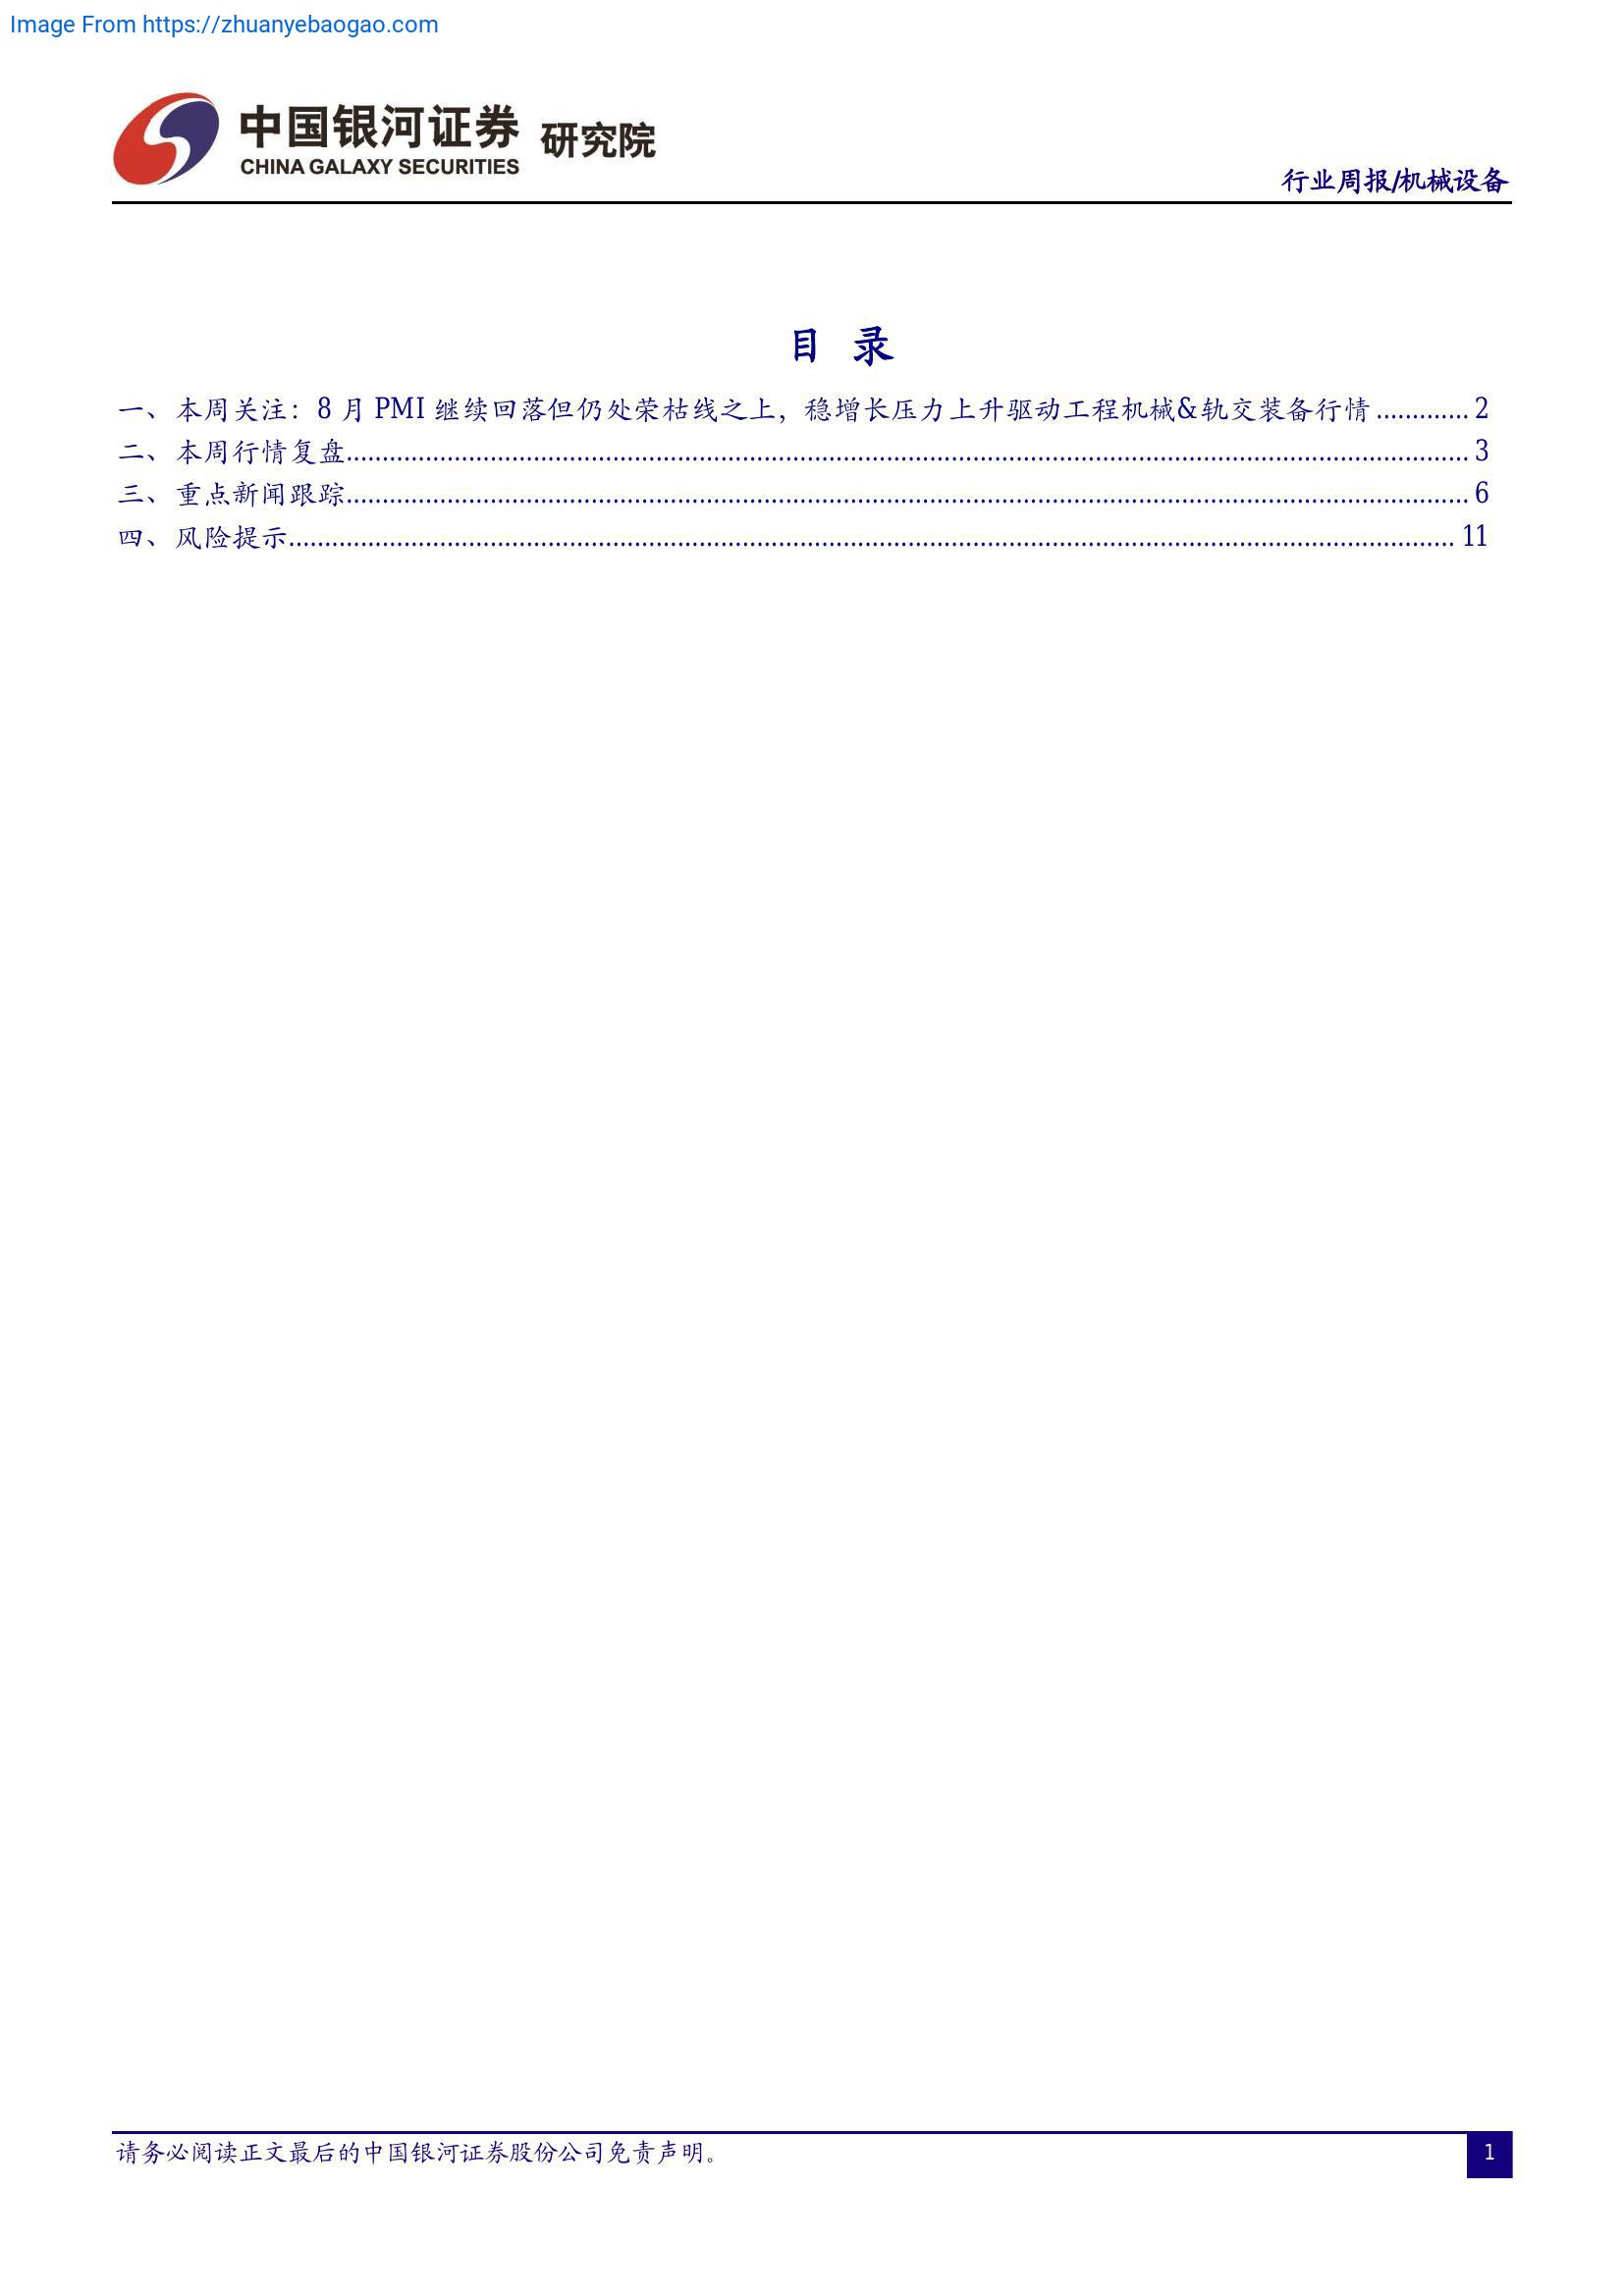 Image From https://zhuanyebaogao.com
中国银河证券 研究院
CHINA GALAXY SECURITIES
行业周报/机械设备
目 录
一、本周关注：8 月 PMI 继续回落但仍处荣枯线之上，稳增长压力上升驱动工程机械&轨交装备行情 ............. 2
二、本周行情复盘.......................................................................................................................................................... 3
三、重点新闻跟踪.......................................................................................................................................................... 6
四、风险提示................................................................................................................................................................ 11
请务必阅读正文最后的中国银河证券股份公司免责声明。
1